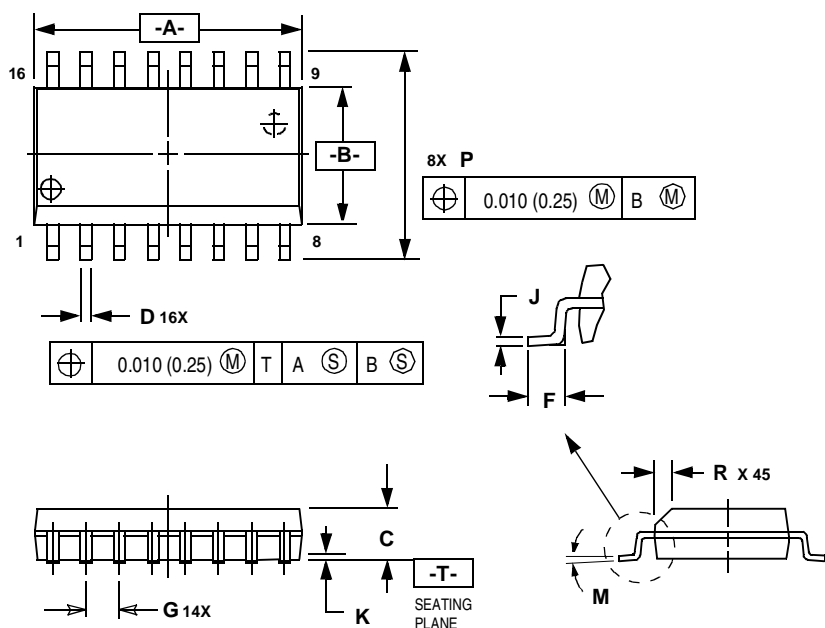 -A-
16 9
-B-
8X P
0.010 (0.25) Ⓜ B Ⓜ
1 8
J
D 16X
0.010 (0.25) Ⓜ T A Ⓢ B Ⓢ
F
R X 45
C
-T-
G 14X
K
SEATING
PLANE
M